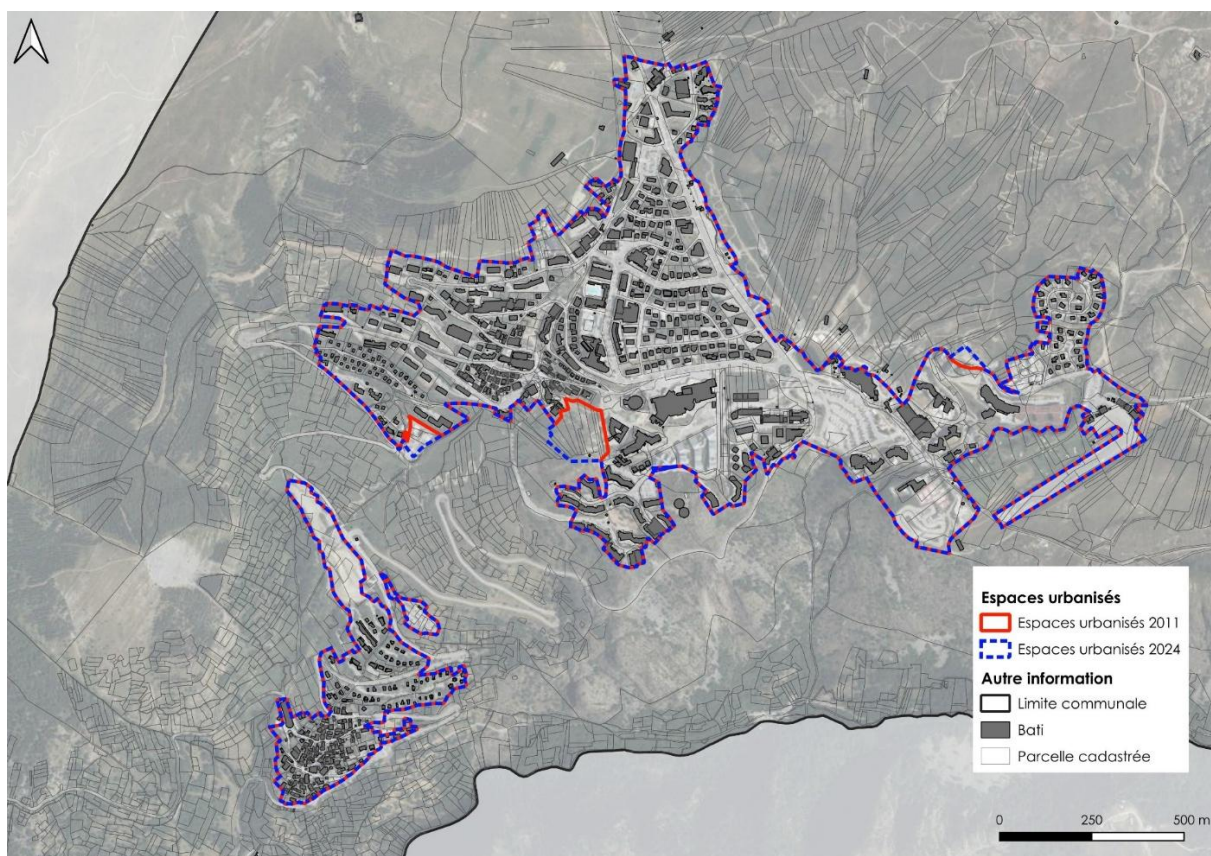 Espaces urbanisés
Espaces urbanisés 2011
Espaces urbanisés 2024
Autre information
Limite communale
Bati
Parcelle cadastrée
0 250 500 m